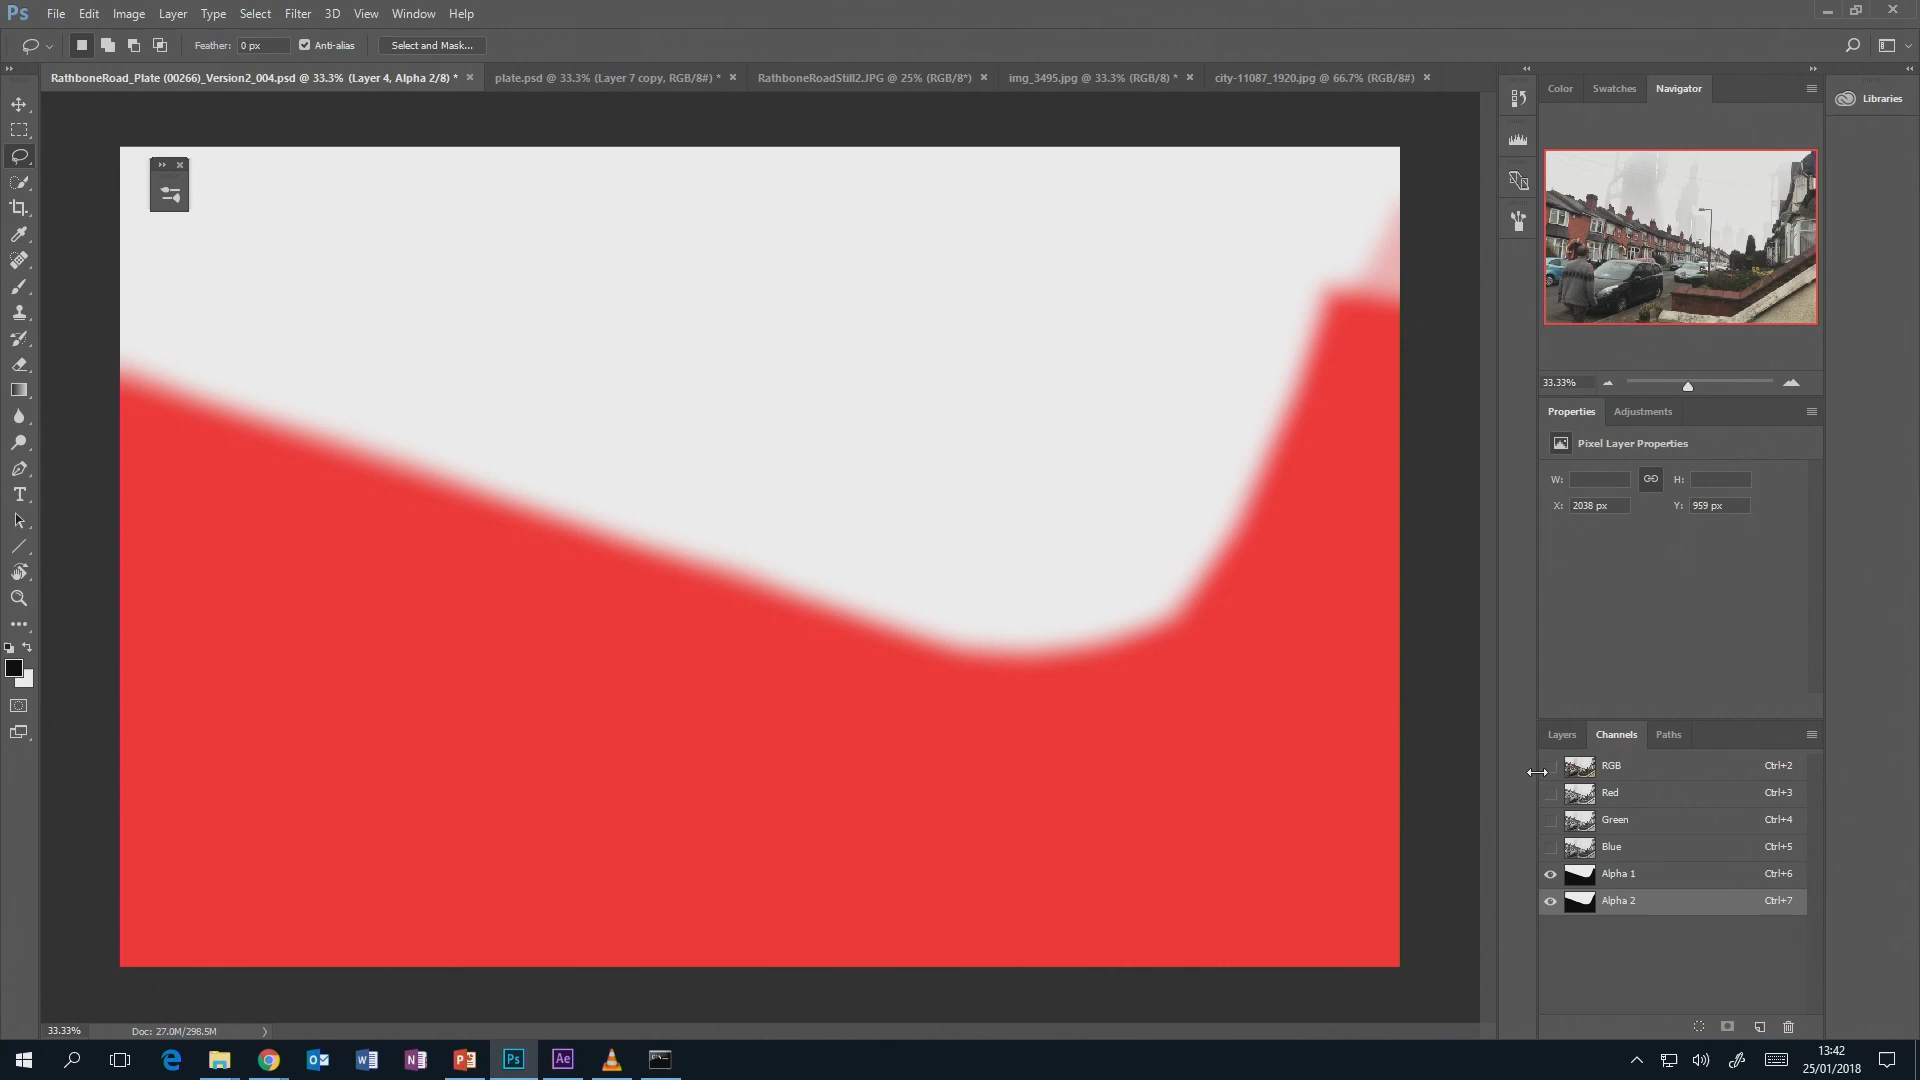 Ps File Edit Image Layer Type Select Filter 3D View Window Help
Feather: 0 px Anti-alias Select and Mask...
RathboneRoad_Plate (00266)_Version2_004.psd @ 33.3% (Layer 4, Alpha 2/8) * plate.psd @ 33.3% (Layer 7 copy, RGB/8#) * RathboneRoadStill2.JPG @ 25% (RGB/8*) img_3495.jpg @ 33.3% (RGB/8) * city-11087_1920.jpg @ 66.7% (RGB/8#)
Color Swatches Navigator
Libraries
33.33%
Properties Adjustments
Pixel Layer Properties
W: H:
X: 2038 px Y: 959 px
Layers Channels Paths
RGB Ctrl+2
Red Ctrl+3
Green Ctrl+4
Blue Ctrl+5
Alpha 1 Ctrl+6
Alpha 2 Ctrl+7
33.33% Doc: 27.0M/298.5M
Ps Ae
13:42
25/01/2018